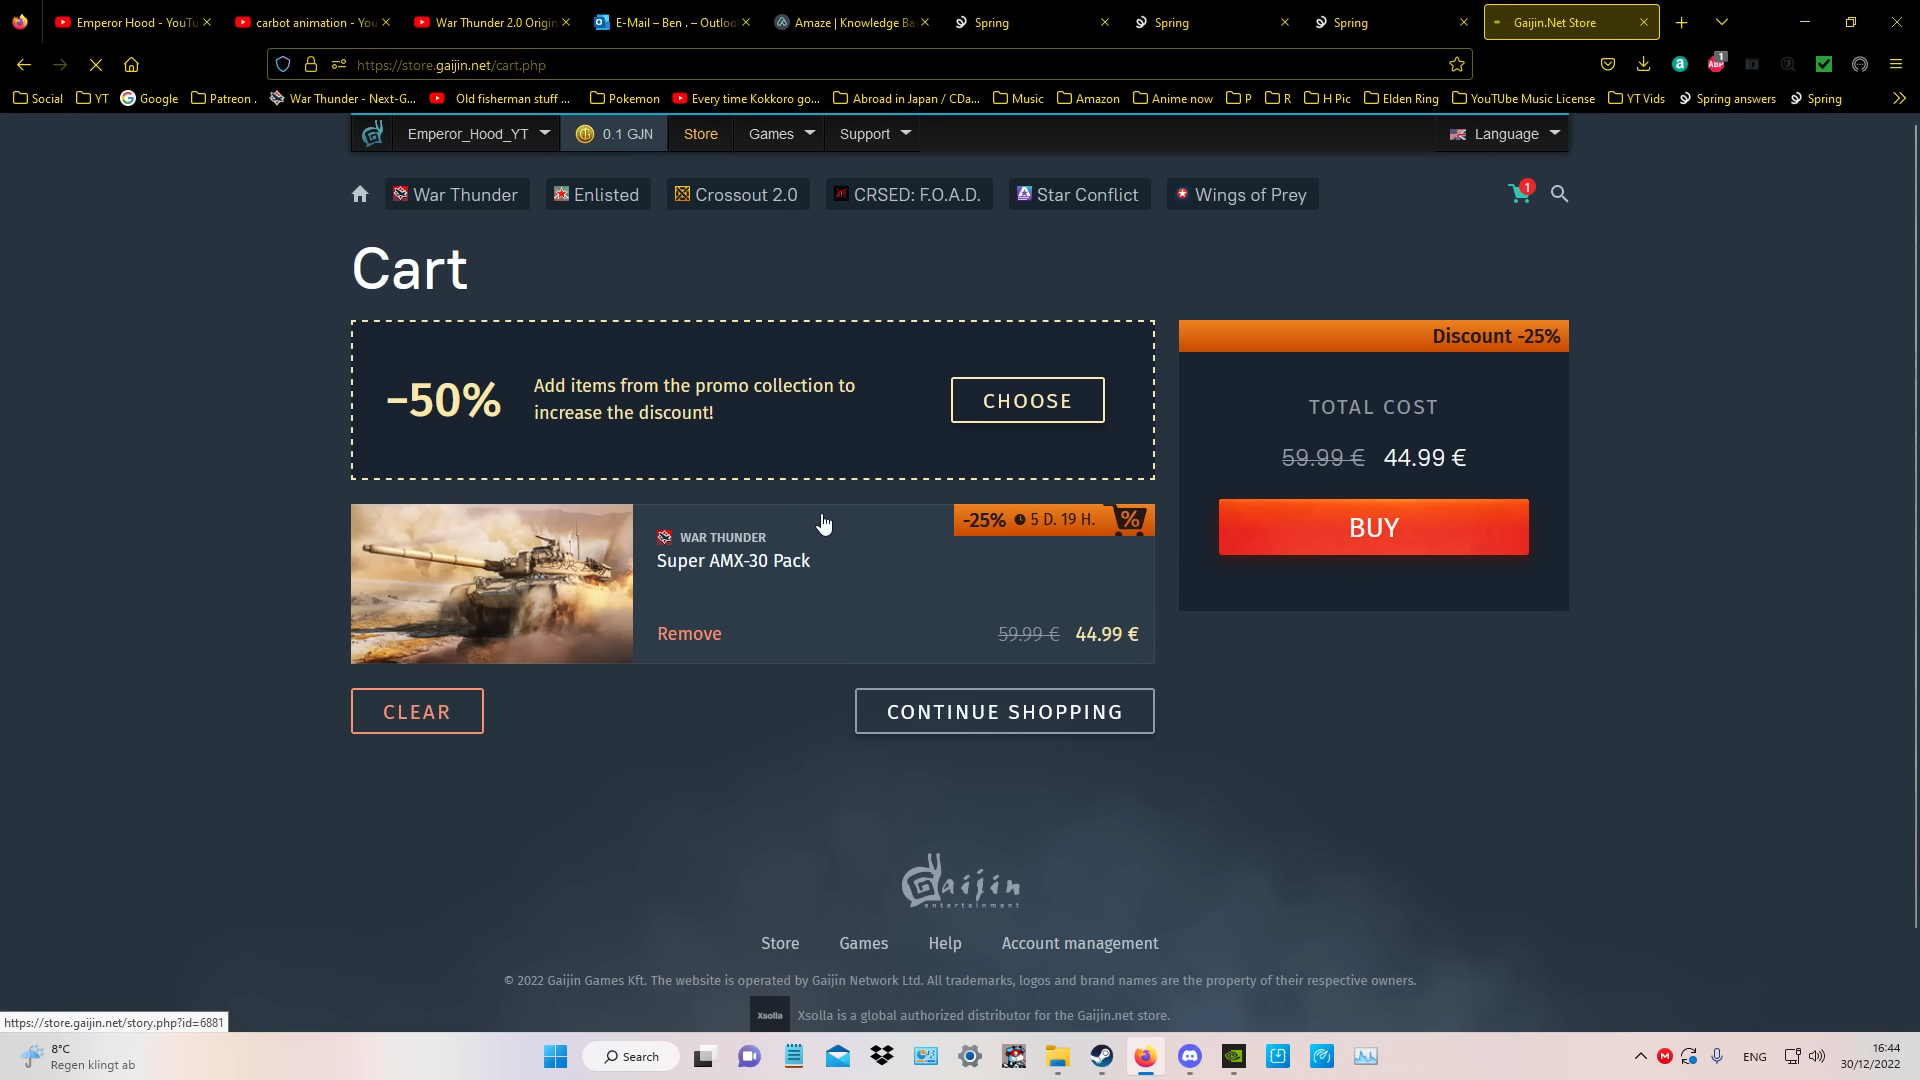 Emperor Hood - YouTu
carbot animation - You
War Thunder 2.0 Origin
E-Mail – Ben . – Outloo
Amaze | Knowledge Ba
Spring
Spring
Spring
Gaijin.Net Store
https://store.gaijin.net/cart.php
1
ABP
Social
YT
Google
Patreon .
War Thunder - Next-G...
Old fisherman stuff ...
Pokemon
Every time Kokkoro go...
Abroad in Japan / CDa...
Music
Amazon
Anime now
P
R
H Pic
Elden Ring
YouTUbe Music License
YT Vids
Spring answers
Spring
Emperor_Hood_YT
0.1 GJN
Store
Games
Support
Language
War Thunder
Enlisted
Crossout 2.0
CRSED: F.O.A.D.
Star Conflict
Wings of Prey
1
Cart
-50%
Add items from the promo collection to
increase the discount!
CHOOSE
Discount -25%
TOTAL COST
59.99 € 44.99 €
BUY
-25% 5 D. 19 H. %
WAR THUNDER
Super AMX-30 Pack
Remove
59.99 € 44.99 €
CLEAR
CONTINUE SHOPPING
Gaijin
entertainment
Store
Games
Help
Account management
© 2022 Gaijin Games Kft. The website is operated by Gaijin Network Ltd. All trademarks, logos and brand names are the property of their respective owners.
Xsolla
Xsolla is a global authorized distributor for the Gaijin.net store.
https://store.gaijin.net/story.php?id=6881
8°C
Regen klingt ab
Search
ENG
16:44
30/12/2022